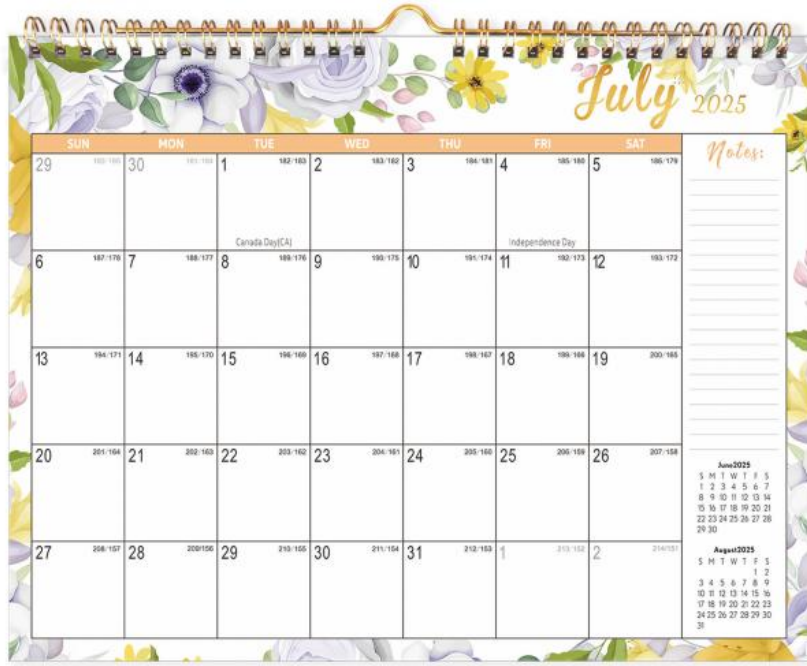 July 2025
SUN MON TUE WED THU FRI SAT
Notes:
29 30 1 182/183 2 183/182 3 184/181 4 185/180 5 186/179
Canada Day(CA) Independence Day
6 187/178 7 188/177 8 189/176 9 190/175 10 191/174 11 192/173 12 193/172
13 194/171 14 195/170 15 196/169 16 197/168 17 198/167 18 199/166 19 200/165
20 201/164 21 202/163 22 203/162 23 204/161 24 205/160 25 206/159 26 207/158
27 208/157 28 209/156 29 210/155 30 211/154 31 212/153 1 213/152 2 214/151
June2025
S M T W T F S
1 2 3 4 5 6 7
8 9 10 11 12 13 14
15 16 17 18 19 20 21
22 23 24 25 26 27 28
29 30
August2025
S M T W T F S
1 2
3 4 5 6 7 8 9
10 11 12 13 14 15 16
17 18 19 20 21 22 23
24 25 26 27 28 29 30
31